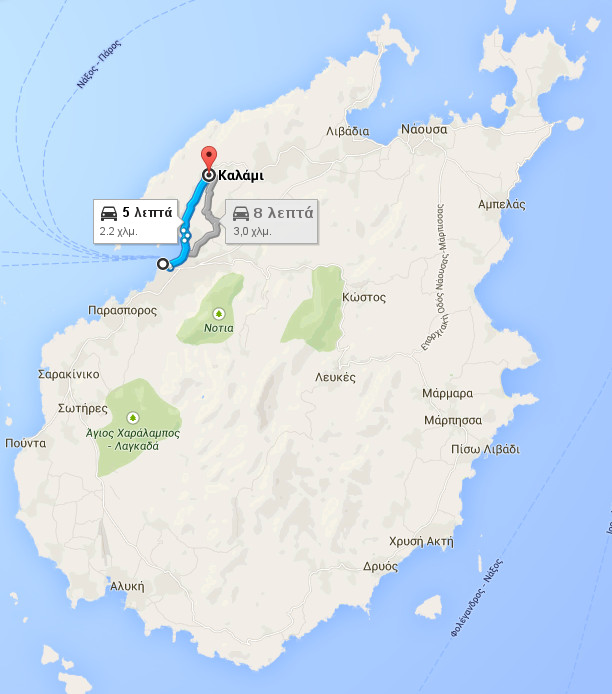 Νάξος - Πάρος
Λιβάδια
Νάουσα
Καλάμι
5 λεπτά
2.2 χλμ.
8 λεπτά
3,0 χλμ.
Αμπελάς
Παρασπορος
Νοτια
Κώστος
Επαρχιακή Οδός Νάουσας-Μάρπησσας
Σαρακίνικο
Λευκές
Σωτήρες
Μάρμαρα
Μάρπησσα
Πούντα
Άγιος Χαράλαμπος
- Λαγκαδά
Πίσω Λιβάδι
Χρυσή Ακτή
Δρυός
Αλυκή
Φολέγανδρος - Νάξος